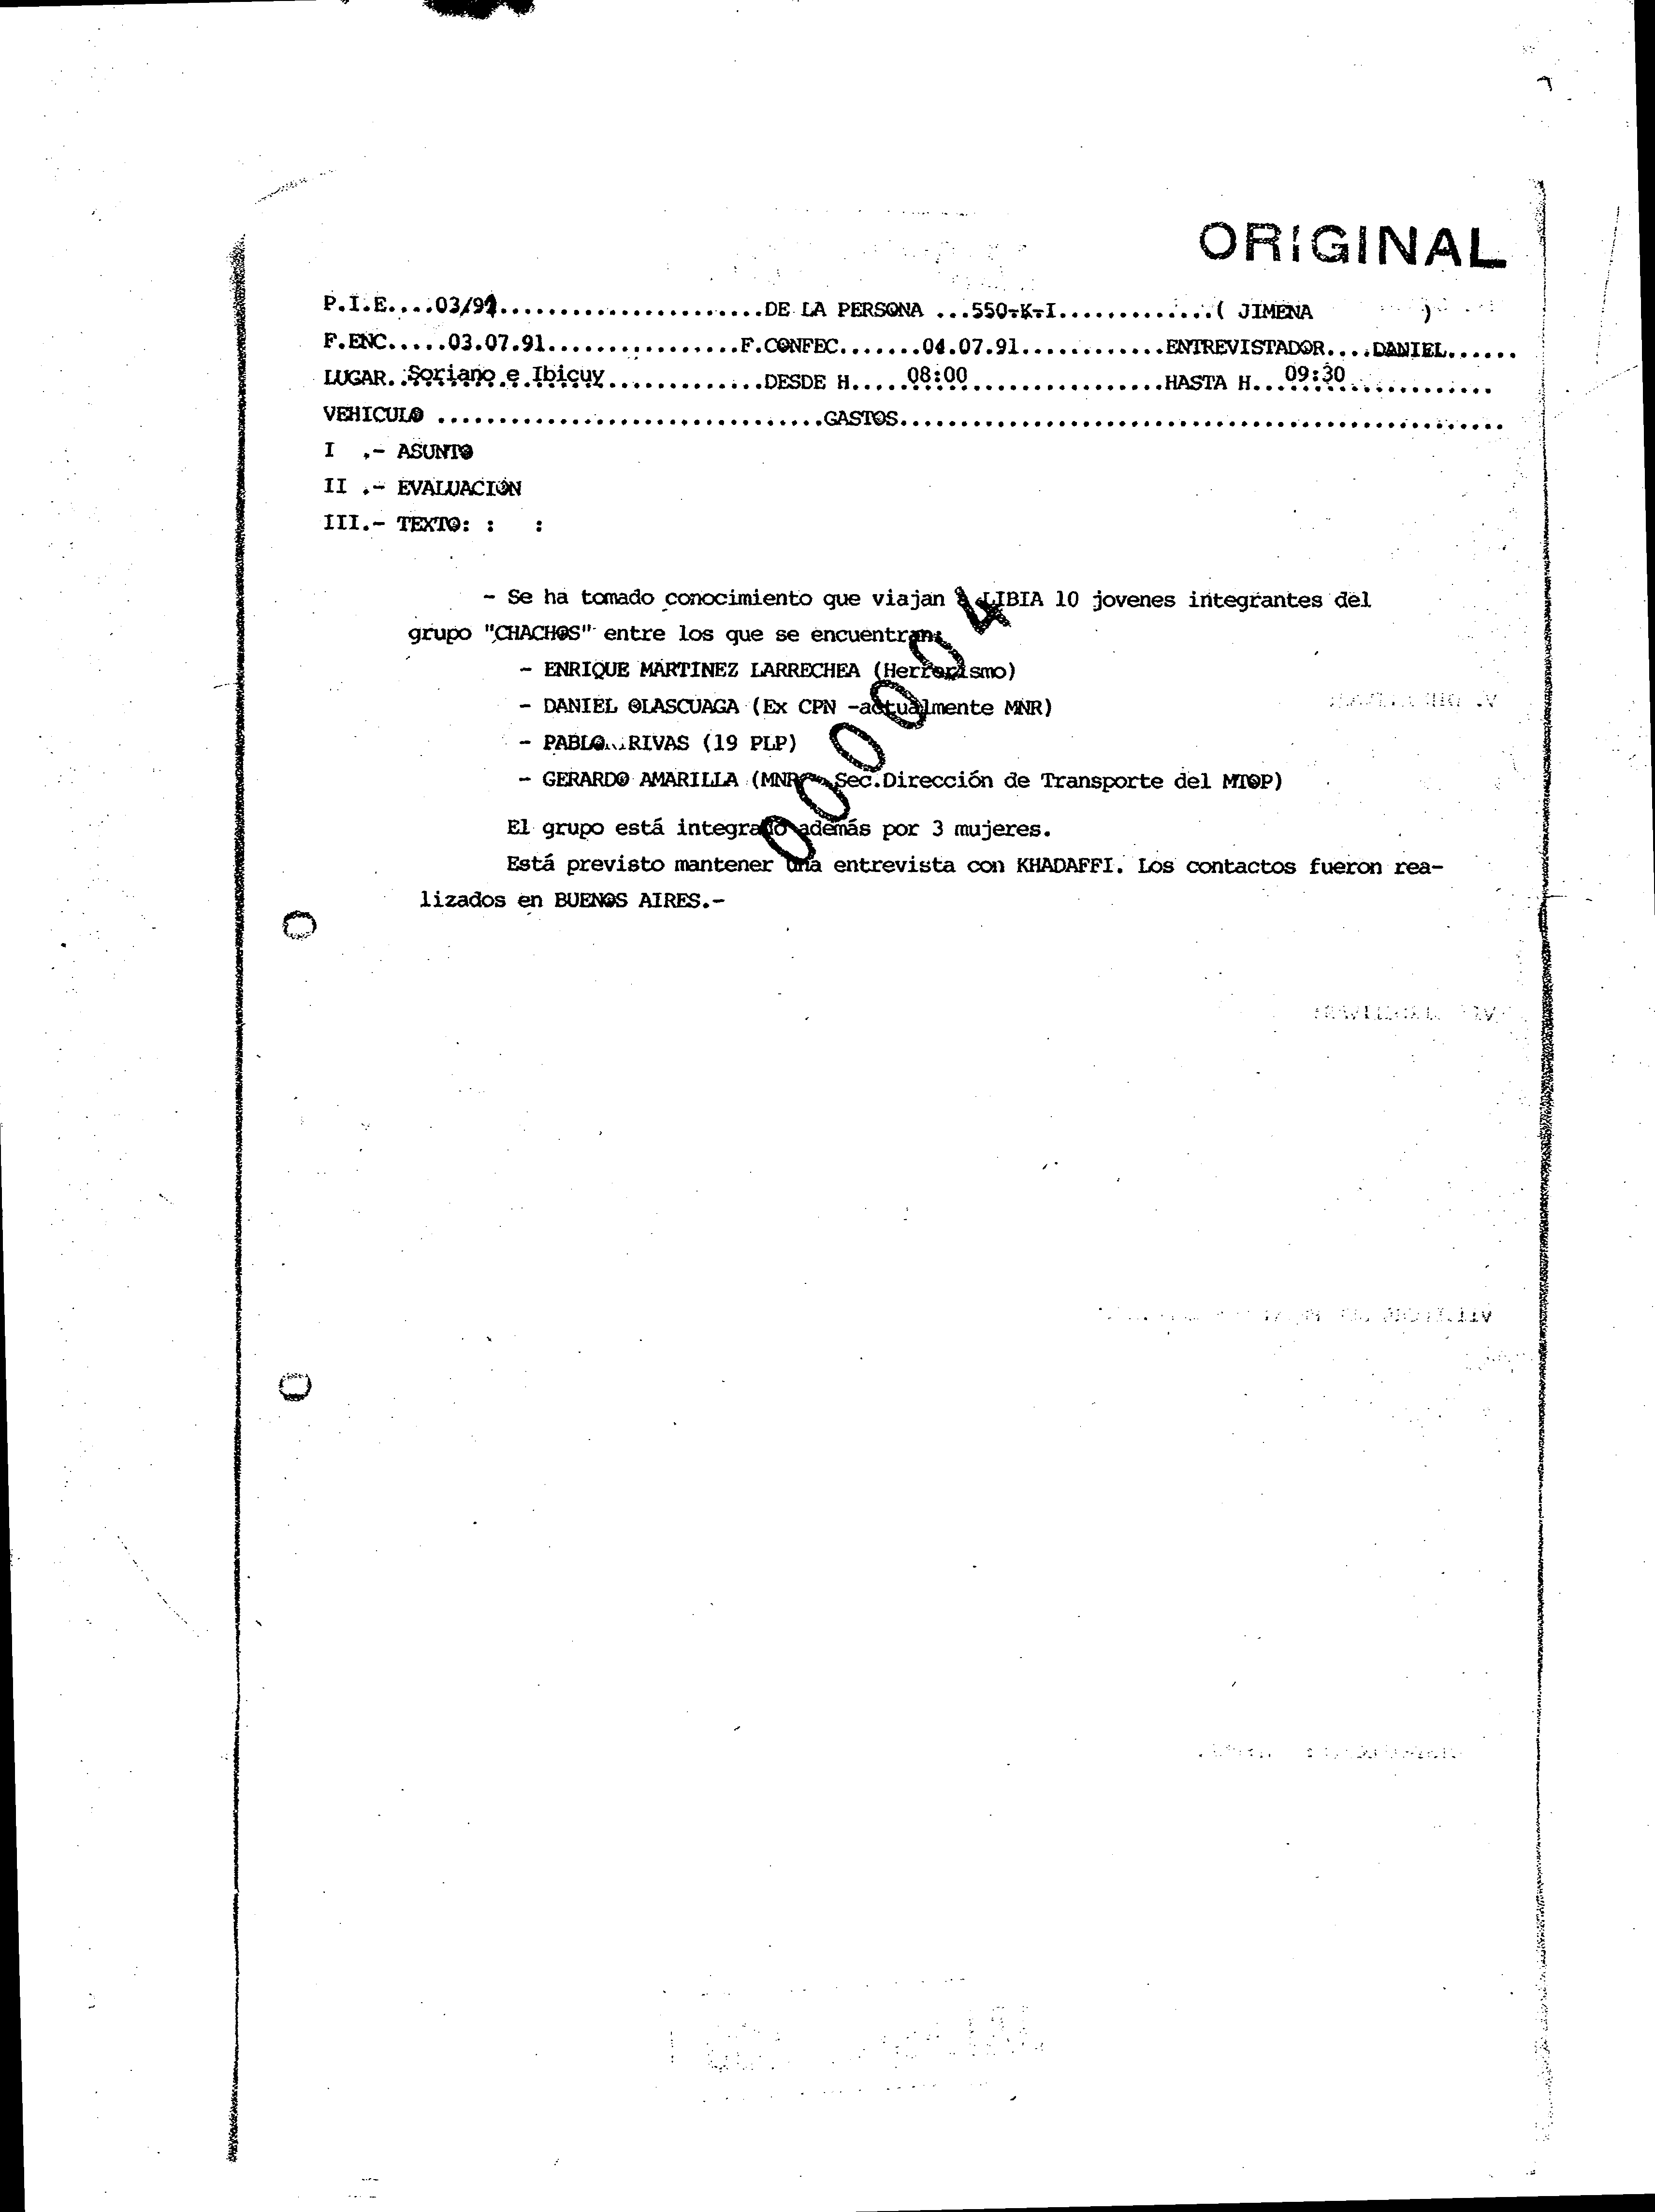 ORIGINAL
P.I.E....03/91......................DE LA PERSONA ...550-K-I.............( JIMENA )
F.ENC.....03.07.91................F.CONFEC.......04.07.91............ENTREVISTADOR....DANIEL......
LUGAR..Soriano e Ibicuy.............DESDE H.....08:00................HASTA H...09:30............
VEHICULO ................................GASTOS..................................................
I .- ASUNTO
II .- EVALUACION
III.- TEXTO: : :
- Se ha tomado conocimiento que viajan a LIBIA 10 jovenes integrantes del
grupo "CHACHOS" entre los que se encuentran:
- ENRIQUE MARTINEZ LARRECHEA (Herrerismo)
- DANIEL OLASCUAGA (Ex CPN -actualmente MNR)
- PABLO...RIVAS (19 PLP)
- GERARDO AMARILLA (MNR- Sec.Dirección de Transporte del MTOP)
El grupo está integrado además por 3 mujeres.
Está previsto mantener una entrevista con KHADAFFI. Los contactos fueron rea-
lizados en BUENOS AIRES.-
000004